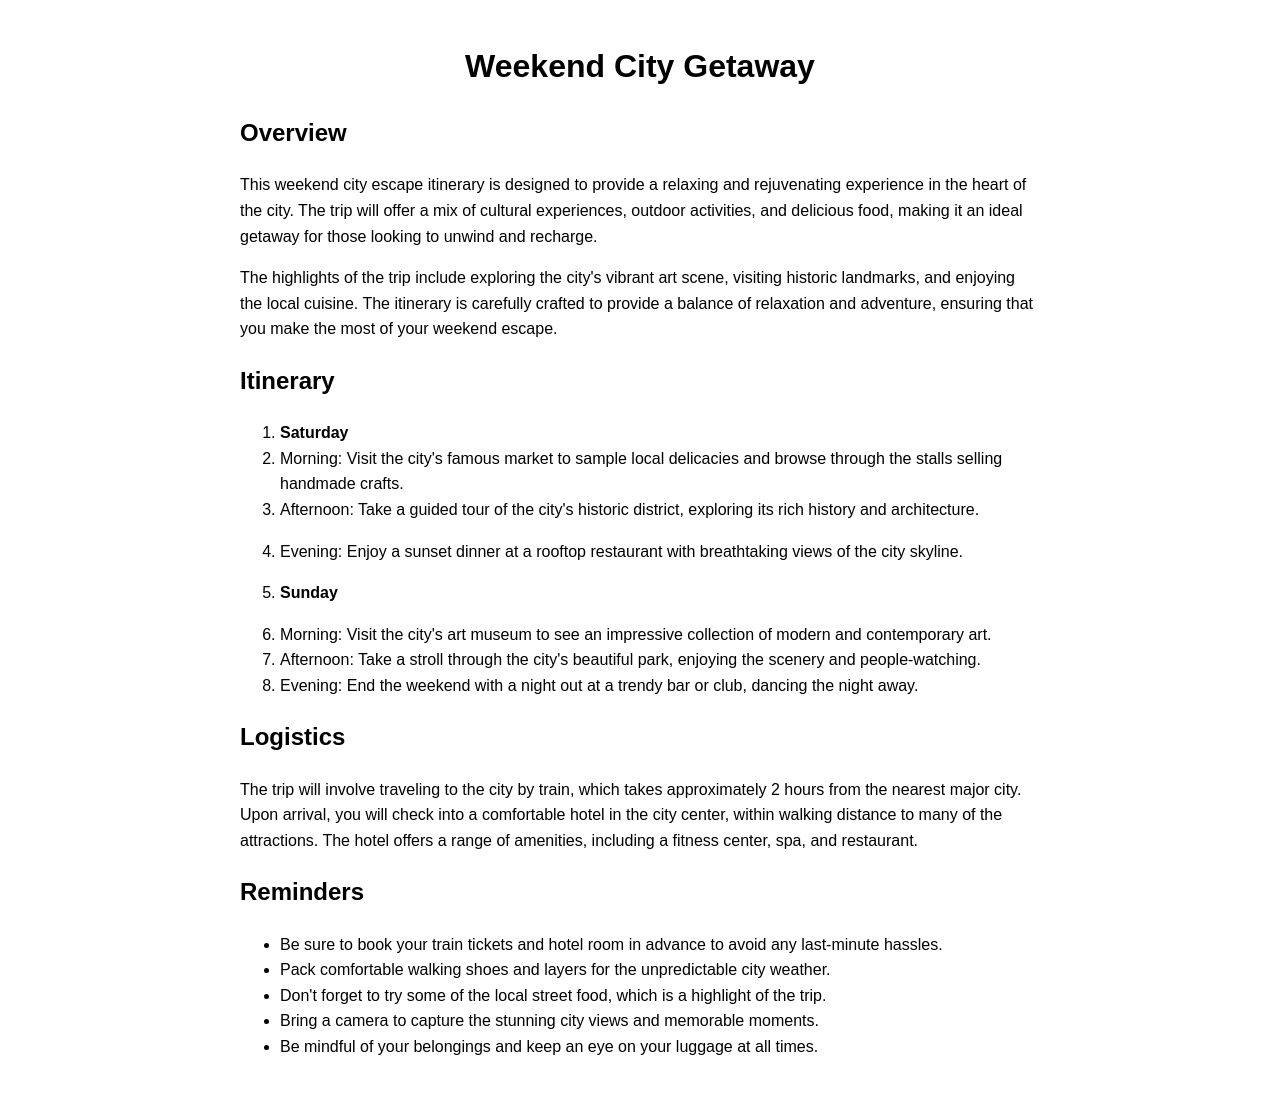 Weekend City Getaway
Overview
This weekend city escape itinerary is designed to provide a relaxing and rejuvenating experience in the heart of
the city. The trip will offer a mix of cultural experiences, outdoor activities, and delicious food, making it an ideal
getaway for those looking to unwind and recharge.
The highlights of the trip include exploring the city's vibrant art scene, visiting historic landmarks, and enjoying
the local cuisine. The itinerary is carefully crafted to provide a balance of relaxation and adventure, ensuring that
you make the most of your weekend escape.
Itinerary
1. Saturday
2. Morning: Visit the city's famous market to sample local delicacies and browse through the stalls selling
handmade crafts.
3. Afternoon: Take a guided tour of the city's historic district, exploring its rich history and architecture.
4. Evening: Enjoy a sunset dinner at a rooftop restaurant with breathtaking views of the city skyline.
5. Sunday
6. Morning: Visit the city's art museum to see an impressive collection of modern and contemporary art.
7. Afternoon: Take a stroll through the city's beautiful park, enjoying the scenery and people-watching.
8. Evening: End the weekend with a night out at a trendy bar or club, dancing the night away.
Logistics
The trip will involve traveling to the city by train, which takes approximately 2 hours from the nearest major city.
Upon arrival, you will check into a comfortable hotel in the city center, within walking distance to many of the
attractions. The hotel offers a range of amenities, including a fitness center, spa, and restaurant.
Reminders
• Be sure to book your train tickets and hotel room in advance to avoid any last-minute hassles.
• Pack comfortable walking shoes and layers for the unpredictable city weather.
• Don't forget to try some of the local street food, which is a highlight of the trip.
• Bring a camera to capture the stunning city views and memorable moments.
• Be mindful of your belongings and keep an eye on your luggage at all times.